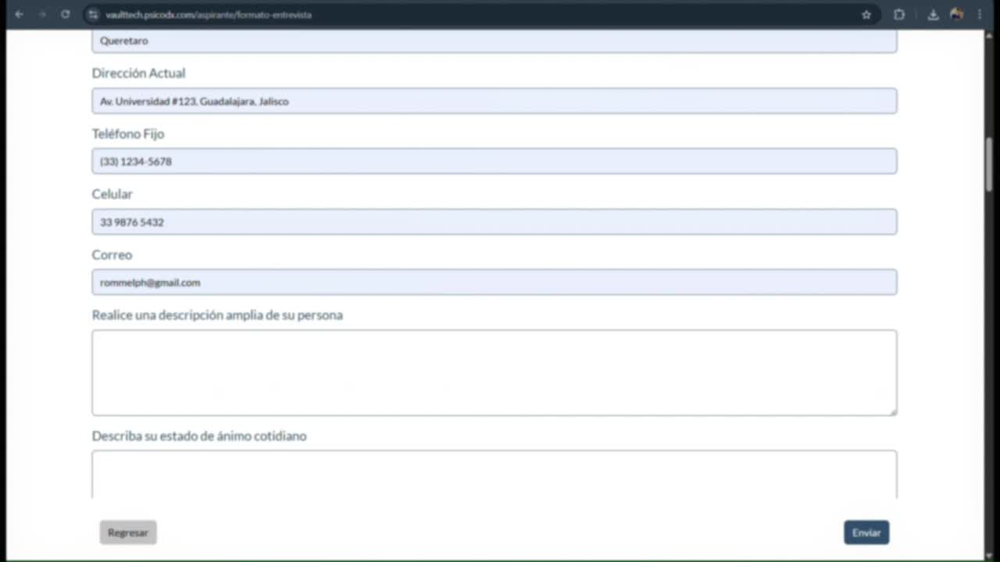 vaulttech.psicodx.com/aspirante/formato-entrevista
Queretaro
Dirección Actual
Av. Universidad #123, Guadalajara, Jalisco
Teléfono Fijo
(33) 1234-5678
Celular
33 9876 5432
Correo
rommelph@gmail.com
Realice una descripción amplia de su persona
Describa su estado de ánimo cotidiano
Regresar
Enviar